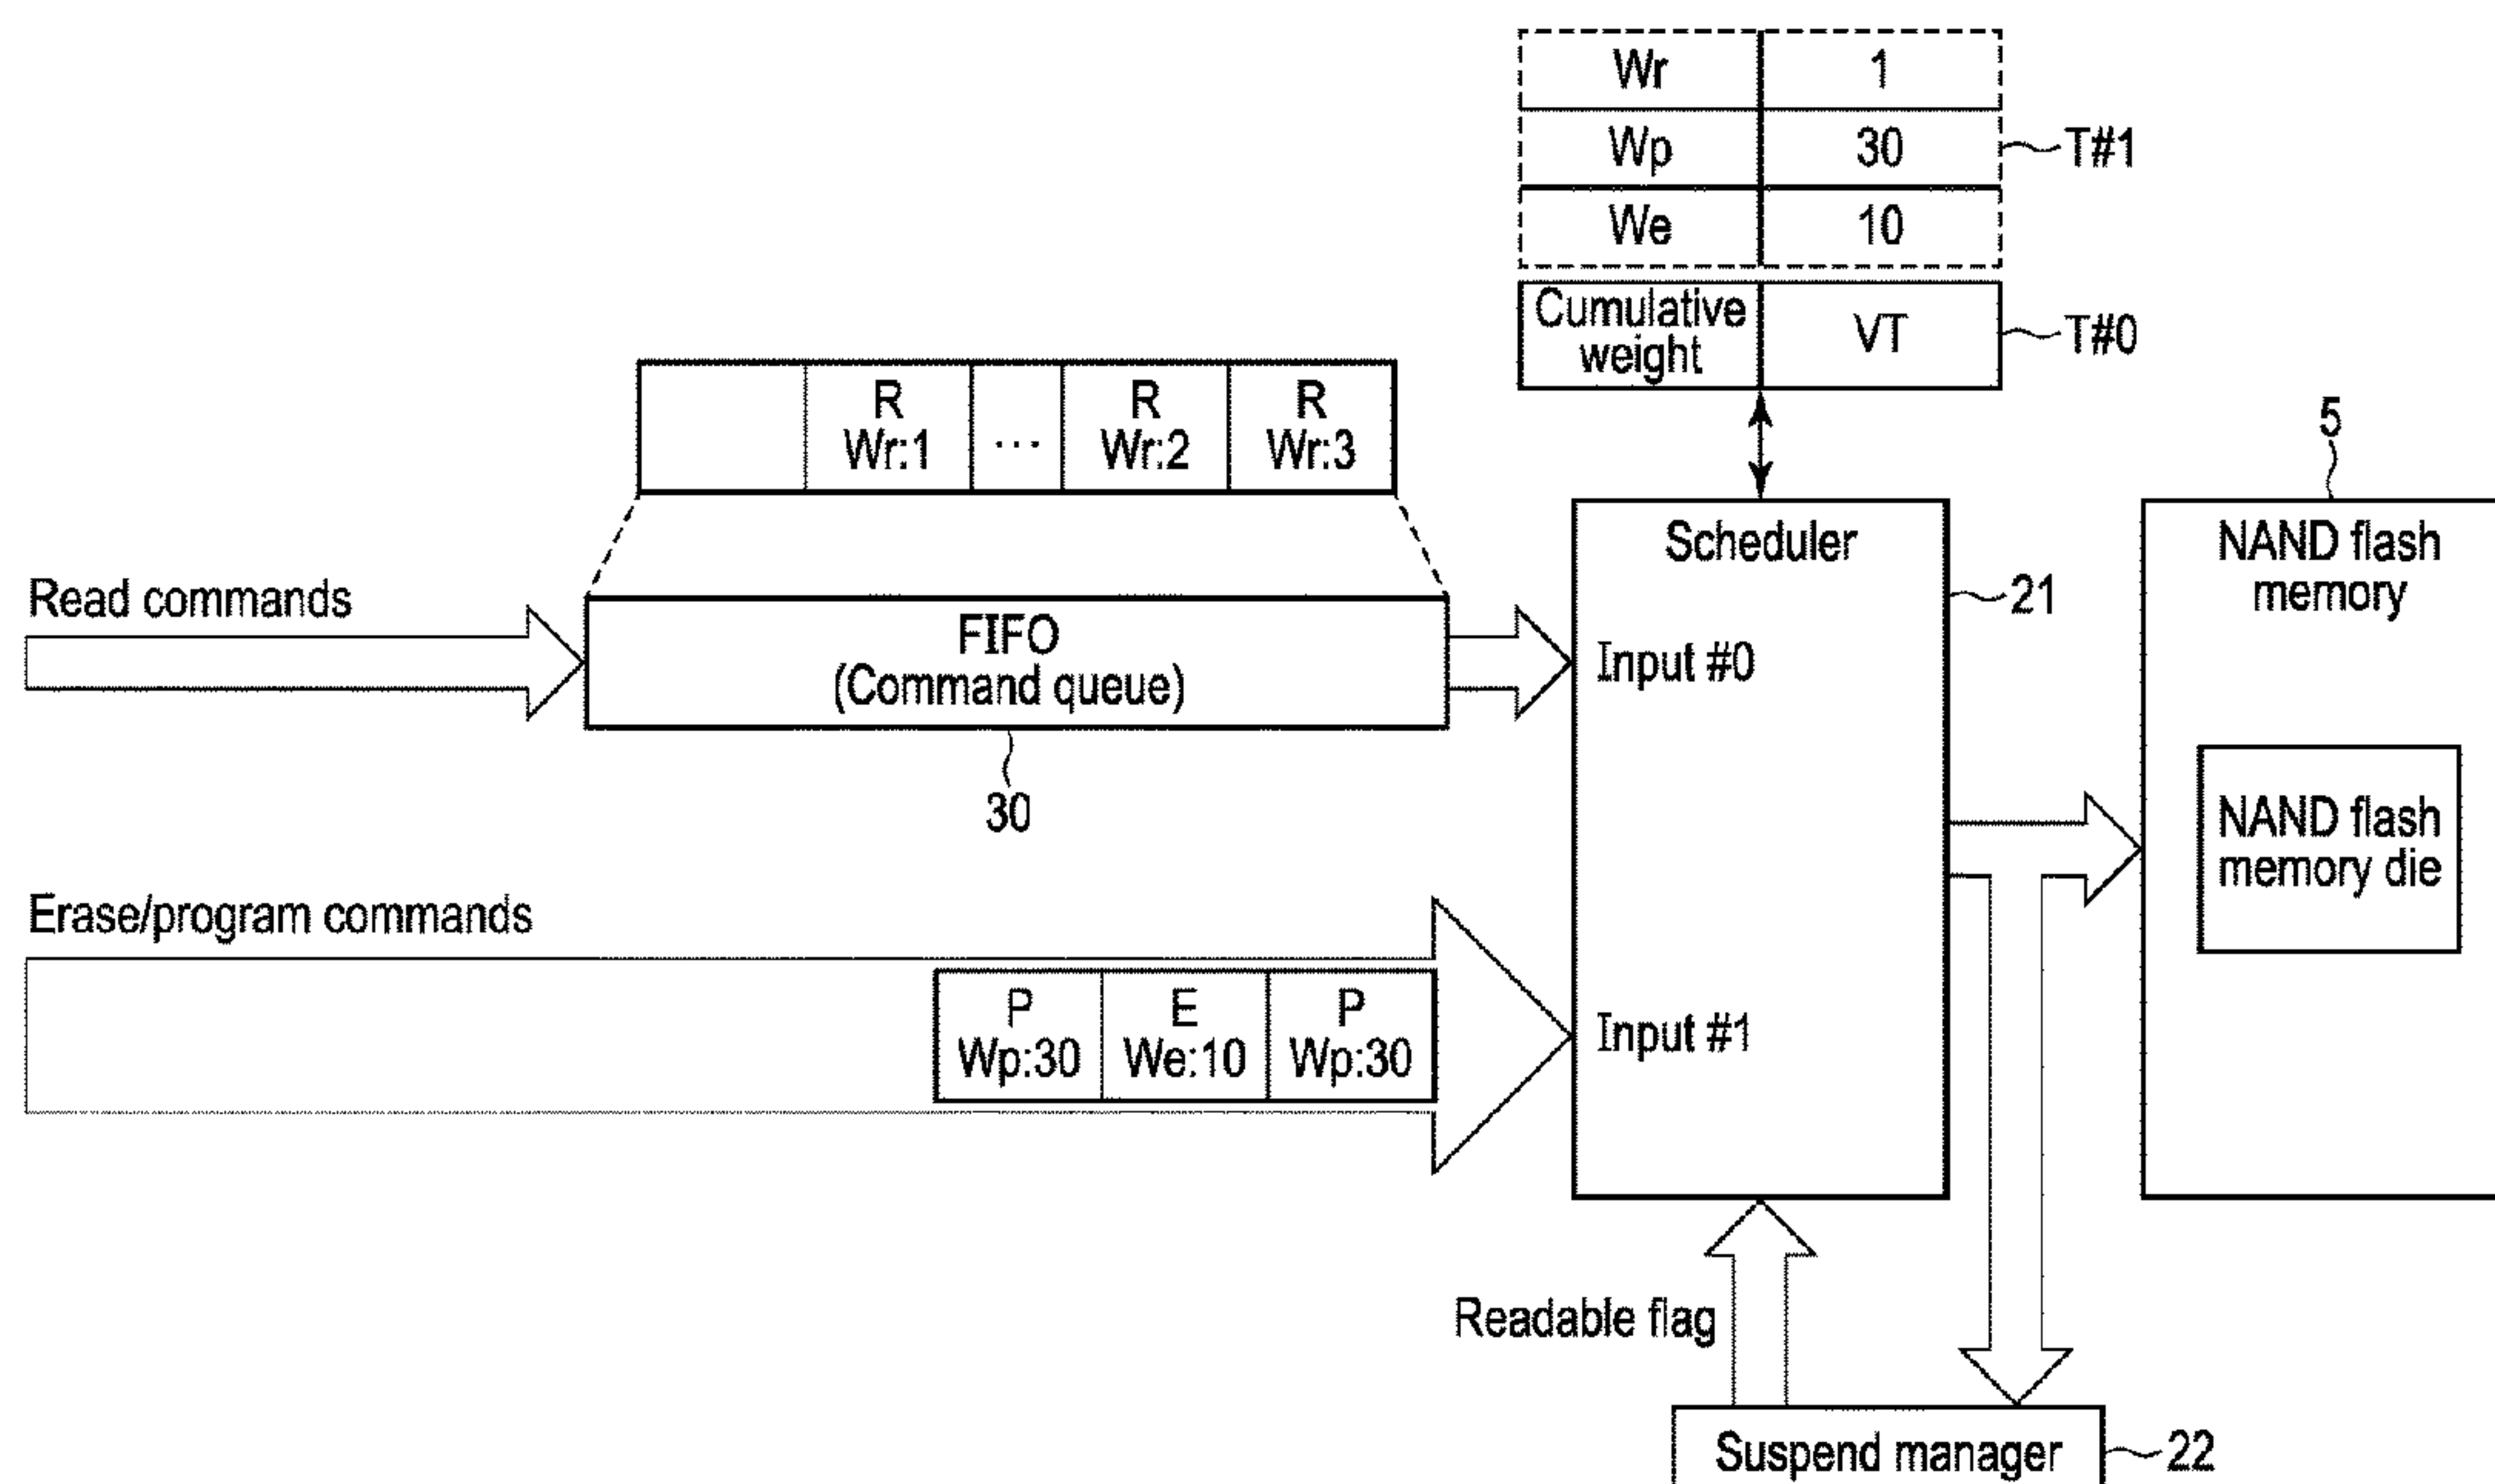 Wr 1
Wp 30
T#1
We 10
Cumulative
weight
VT
T#0
R
Wr:1
...
R
Wr:2
R
Wr:3
5
Scheduler
NAND flash
memory
21
Read commands
FIFO
(Command queue)
Input #0
30
NAND flash
memory die
Erase/program commands
P
Wp:30
E
We:10
P
Wp:30
Input #1
Readable flag
Suspend manager
22